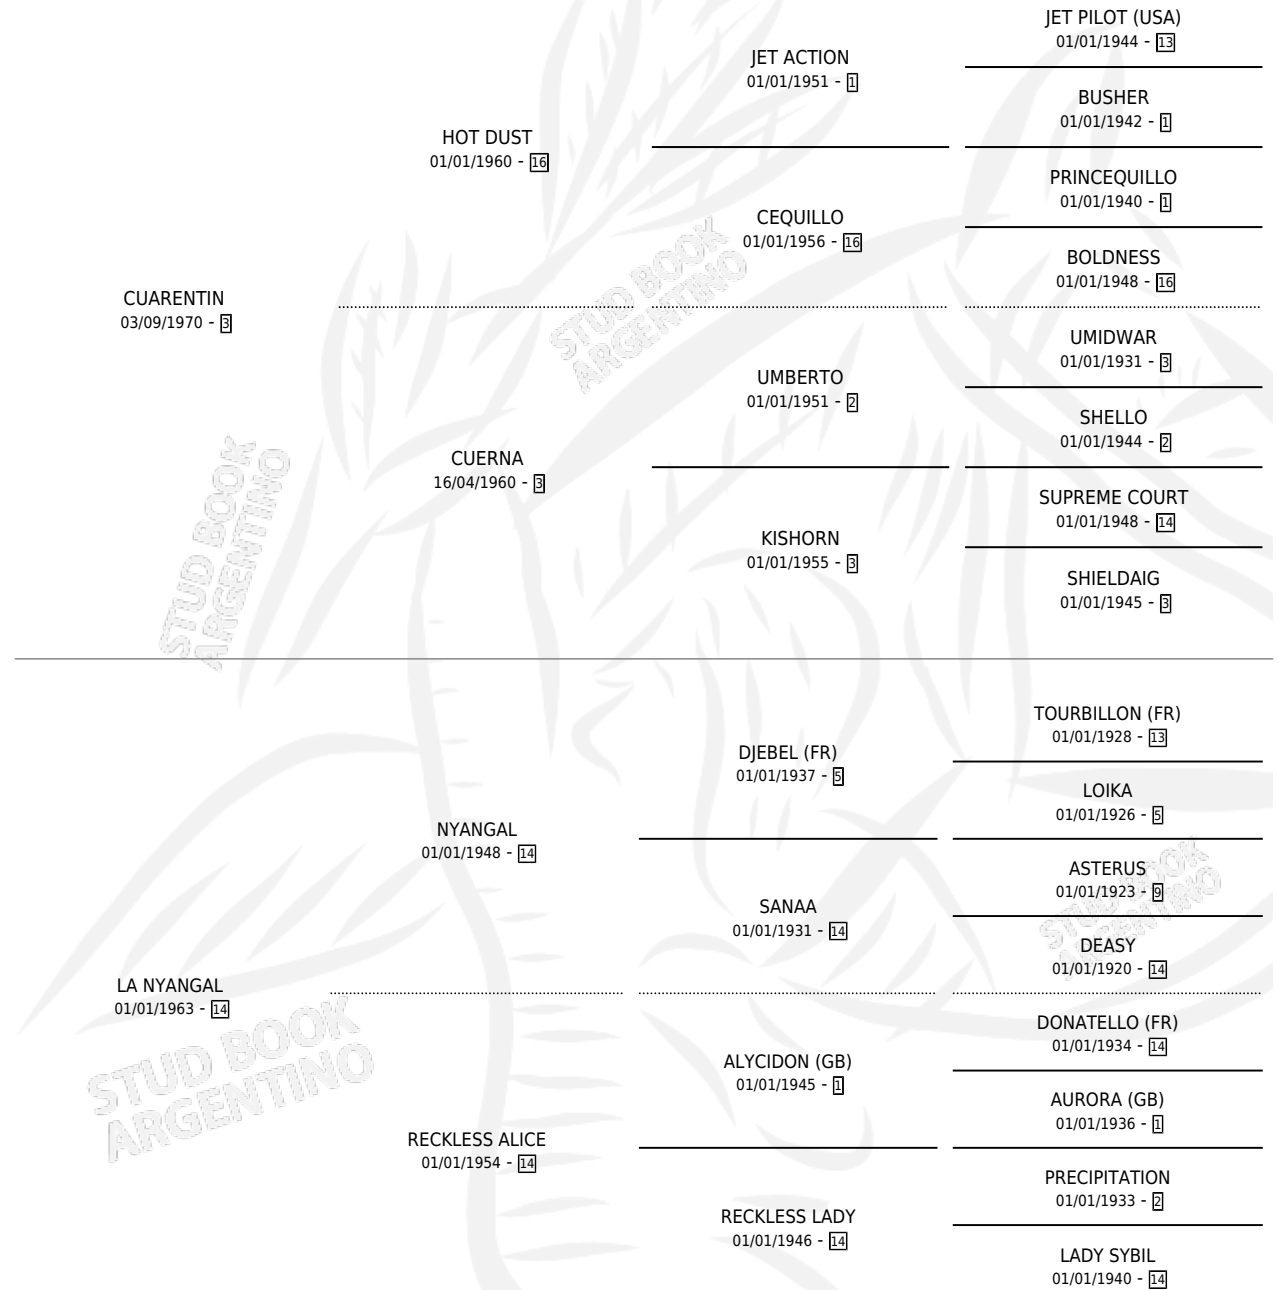 JET PILOT (USA)
01/01/1944 - 13
JET ACTION
01/01/1951 - 1
BUSHER
01/01/1942 - 1
HOT DUST
01/01/1960 - 16
PRINCEQUILLO
01/01/1940 - 1
CEQUILLO
01/01/1956 - 16
BOLDNESS
01/01/1948 - 16
CUARENTIN
03/09/1970 - 3
UMIDWAR
01/01/1931 - 3
UMBERTO
01/01/1951 - 2
SHELLO
01/01/1944 - 2
CUERNA
16/04/1960 - 3
SUPREME COURT
01/01/1948 - 14
KISHORN
01/01/1955 - 3
SHIELDAIG
01/01/1945 - 3
TOURBILLON (FR)
01/01/1928 - 13
DJEBEL (FR)
01/01/1937 - 5
LOIKA
01/01/1926 - 5
NYANGAL
01/01/1948 - 14
ASTERUS
01/01/1923 - 9
SANAA
01/01/1931 - 14
DEASY
01/01/1920 - 14
LA NYANGAL
01/01/1963 - 14
DONATELLO (FR)
01/01/1934 - 14
ALYCIDON (GB)
01/01/1945 - 1
AURORA (GB)
01/01/1936 - 1
RECKLESS ALICE
01/01/1954 - 14
PRECIPITATION
01/01/1933 - 2
RECKLESS LADY
01/01/1946 - 14
LADY SYBIL
01/01/1940 - 14
STUD BOOK
ARGENTINO
STUD BOOK
ARGENTINO
STUD BOOK
ARGENTINO
STUD BOOK
ARGENTINO